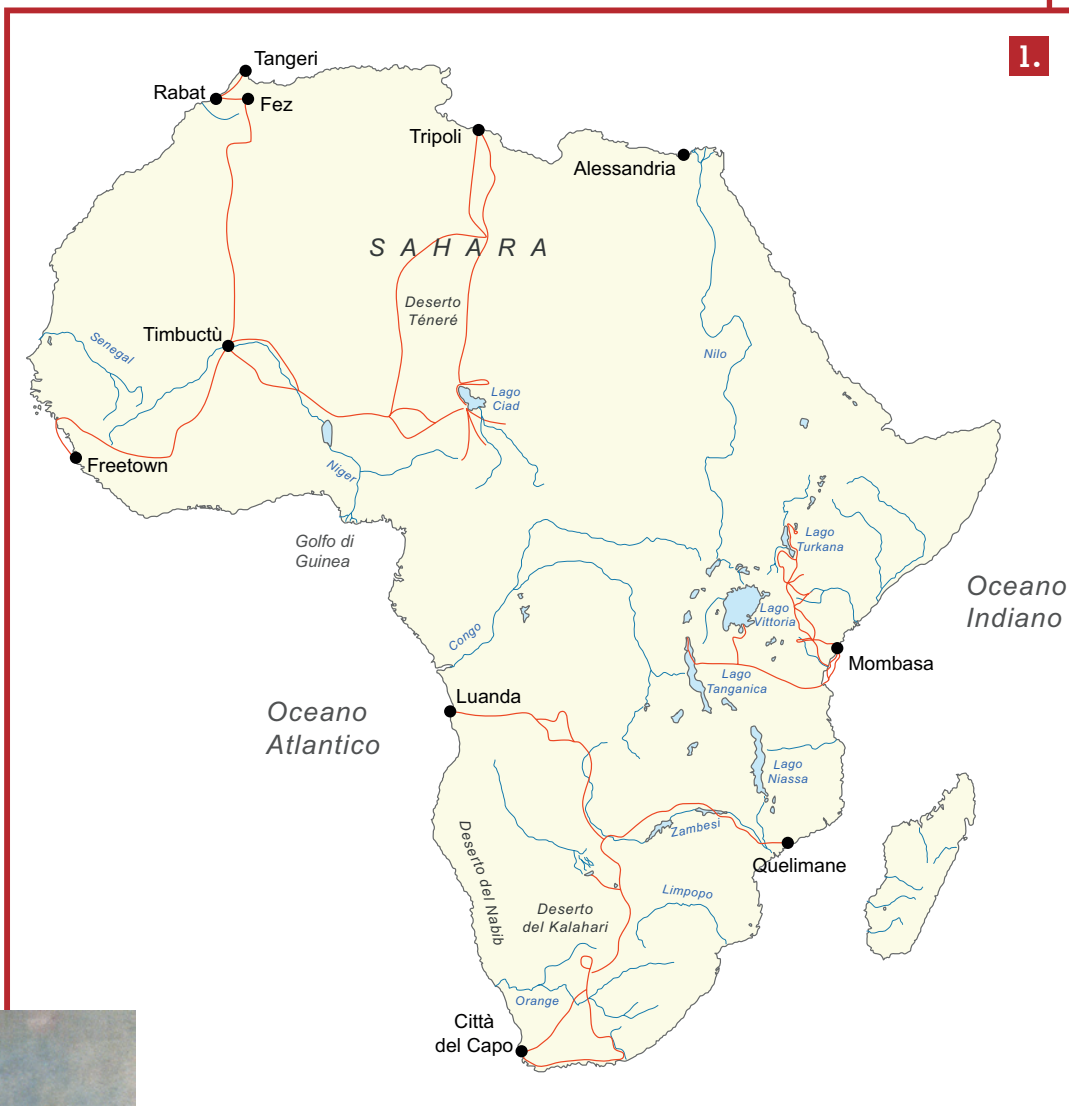 1.
Tangeri
Rabat
Fez
Tripoli
Alessandria
SAHARA
Deserto
Téneré
Timbuctù
Senegal
Nilo
Lago
Ciad
Freetown
Niger
Golfo di
Guinea
Lago
Turkana
Oceano
Indiano
Lago
Vittoria
Congo
Mombasa
Lago
Tanganica
Luanda
Oceano
Atlantico
Lago
Niassa
Zambesi
Quelimane
Deserto del Nabib
Limpopo
Deserto
del Kalahari
Orange
Città
del Capo